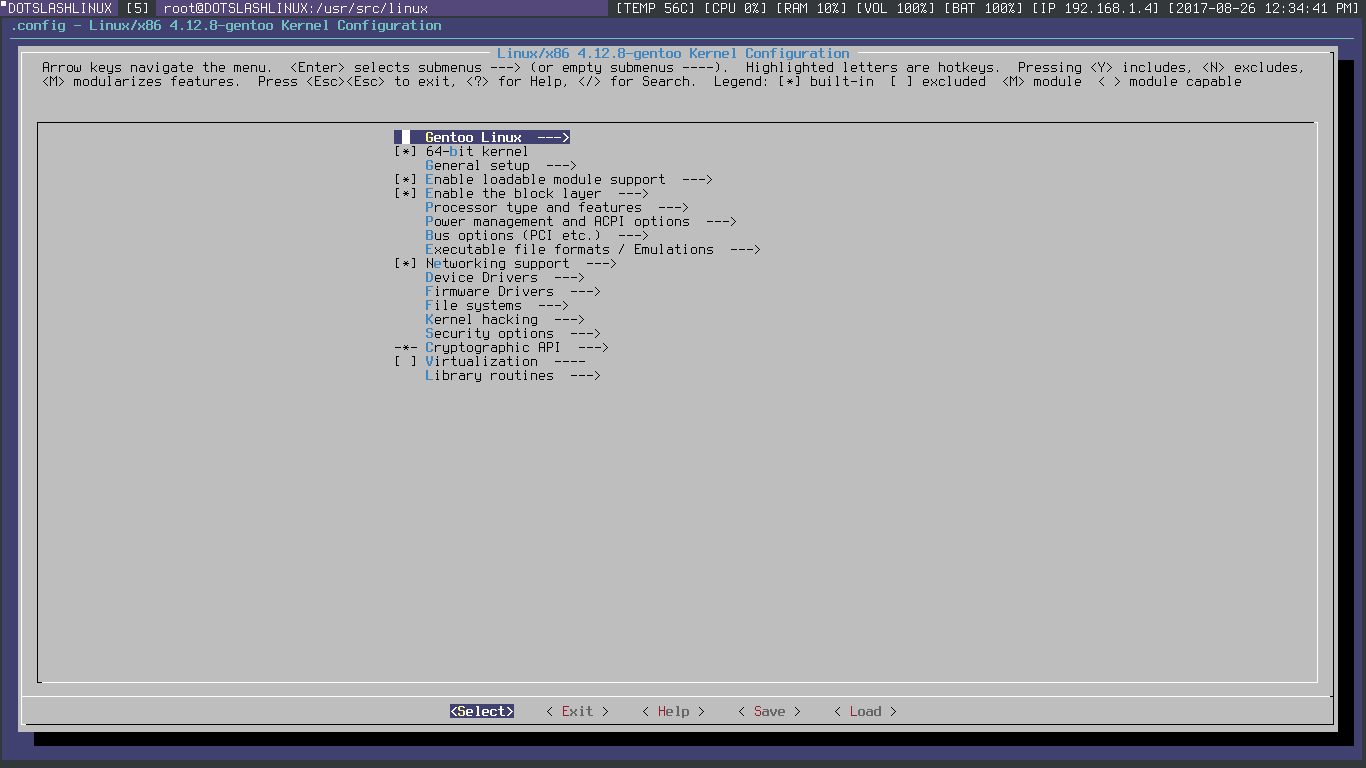 DOTSLASHLINUX [5] root@DOTSLASHLINUX:/usr/src/linux [TEMP 56C] [CPU 0%] [RAM 10%] [VOL 100%] [BAT 100%] [IP 192.168.1.4] [2017-08-26 12:34:41 PM]
.config - Linux/x86 4.12.8-gentoo Kernel Configuration
Linux/x86 4.12.8-gentoo Kernel Configuration
Arrow keys navigate the menu.  <Enter> selects submenus ---> (or empty submenus ----).  Highlighted letters are hotkeys.  Pressing <Y> includes, <N> excludes,
<M> modularizes features.  Press <Esc><Esc> to exit, <?> for Help, </> for Search.  Legend: [*] built-in  [ ] excluded  <M> module  < > module capable
Gentoo Linux  --->
[*] 64-bit kernel
General setup  --->
[*] Enable loadable module support  --->
[*] Enable the block layer  --->
Processor type and features  --->
Power management and ACPI options  --->
Bus options (PCI etc.)  --->
Executable file formats / Emulations  --->
[*] Networking support  --->
Device Drivers  --->
Firmware Drivers  --->
File systems  --->
Kernel hacking  --->
Security options  --->
-*- Cryptographic API  --->
[ ] Virtualization  ----
Library routines  --->
<Select>    < Exit >    < Help >    < Save >    < Load >